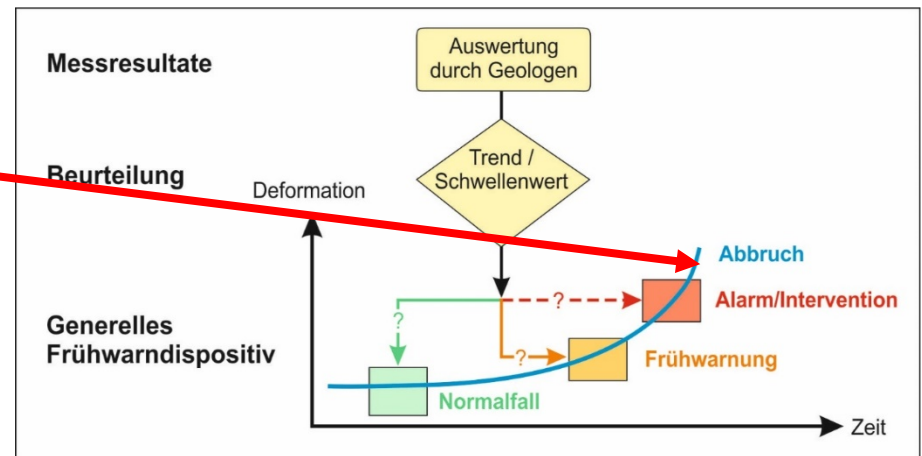 Messresultate
Auswertung
durch Geologen
Beurteilung
Trend /
Schwellenwert
Deformation
Abbruch
?
Alarm/Intervention
Generelles
Frühwarndispositiv
?
?
Frühwarnung
Normalfall
Zeit